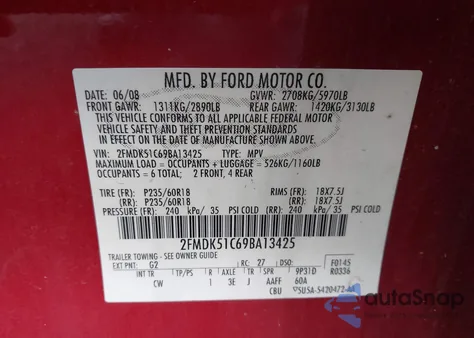 MFD. BY FORD MOTOR CO.
DATE: 06/08 GVWR: 2708KG/5970LB
FRONT GAWR: 1311KG/2890LB REAR GAWR: 1420KG/3130LB
THIS VEHICLE CONFORMS TO ALL APPLICABLE FEDERAL MOTOR
VEHICLE SAFETY AND THEFT PREVENTION STANDARDS
IN EFFECT ON THE DATE OF MANUFACTURE SHOWN ABOVE.
VIN: 2FMDK51C69BA13425 TYPE: MPV
MAXIMUM LOAD = OCCUPANTS + LUGGAGE = 526KG/1160LB
OCCUPANTS = 6 TOTAL; 2 FRONT, 4 REAR
TIRE: (FR) P235/60R18 RIMS (FR) 18X7.5J
(RR) P235/60R18 (RR) 18X7.5J
PRESSURE (FR) 240 kPa/ 35 PSI COLD (RR) 240 kPa/ 35 PSI COLD
2FMDK51C69BA13425
TRAILER TOWING - SEE OWNER GUIDE
EXT PNT: G2 RC: 27 DSO: F0145
R0336
INT TR TP/PS I AXLE TR SPR 9P31D
CW I 3E J AAFF 60A
CBU
autoSnap